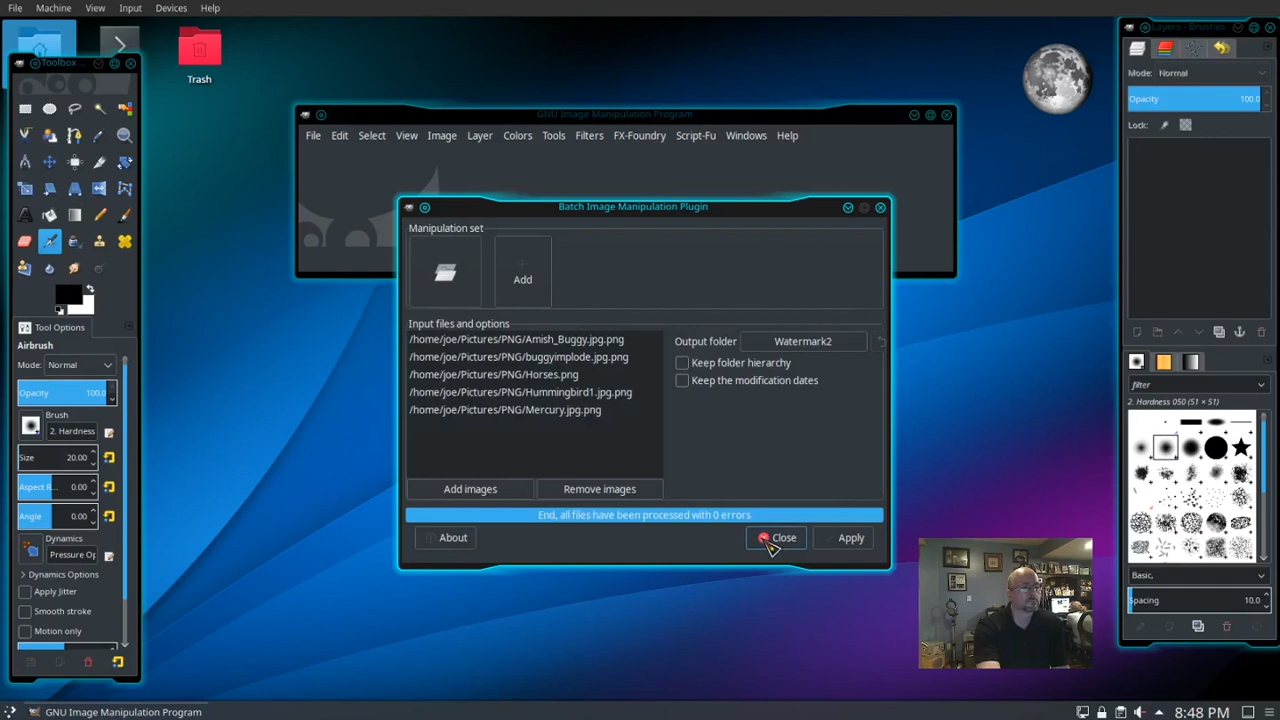 File Machine View Input Devices Help
Toolbox
Trash
GNU Image Manipulation Program
File Edit Select View Image Layer Colors Tools Filters FX-Foundry Script-Fu Windows Help
Batch Image Manipulation Plugin
Manipulation set
Add
Input files and options
/home/joe/Pictures/PNG/Amish_Buggy.jpg.png
/home/joe/Pictures/PNG/buggyimplode.jpg.png
/home/joe/Pictures/PNG/Horses.png
/home/joe/Pictures/PNG/Hummingbird1.jpg.png
/home/joe/Pictures/PNG/Mercury.jpg.png
Output folder Watermark2
Keep folder hierarchy
Keep the modification dates
Add images Remove images
End, all files have been processed with 0 errors
About Close Apply
Tool Options
Airbrush
Mode: Normal
Opacity 100.0
Brush
2. Hardness
Size 20.00
Aspect R... 0.00
Angle 0.00
Dynamics
Pressure Op
Dynamics Options
Apply Jitter
Smooth stroke
Motion only
Layers - Brushes
Mode: Normal
Opacity 100.0
Lock:
filter
2. Hardness 050 (51 × 51)
Basic,
Spacing 10.0
GNU Image Manipulation Program
8:48 PM